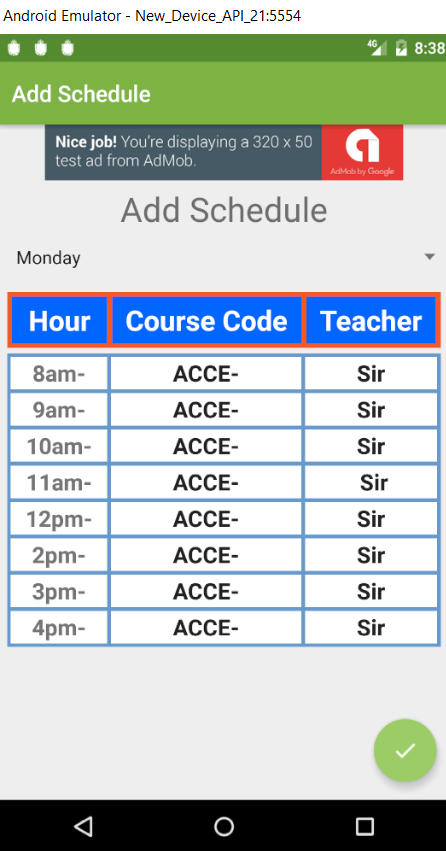 Android Emulator - New_Device_API_21:5554
4G 8:38
Add Schedule
Nice job! You're displaying a 320 x 50
test ad from AdMob.
AdMob by Google
Add Schedule
Monday
Hour Course Code Teacher
8am- ACCE- Sir
9am- ACCE- Sir
10am- ACCE- Sir
11am- ACCE- Sir
12pm- ACCE- Sir
2pm- ACCE- Sir
3pm- ACCE- Sir
4pm- ACCE- Sir